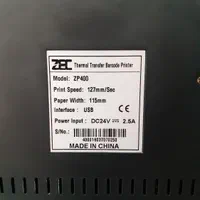 ZEC Thermal Transfer Barcode Printer
Model: ZP400
Print Speed: 127mm/Sec
Paper Width: 115mm
Interface : USB
Power Input : DC24V 2.5A
S/No.:
MADE IN CHINA